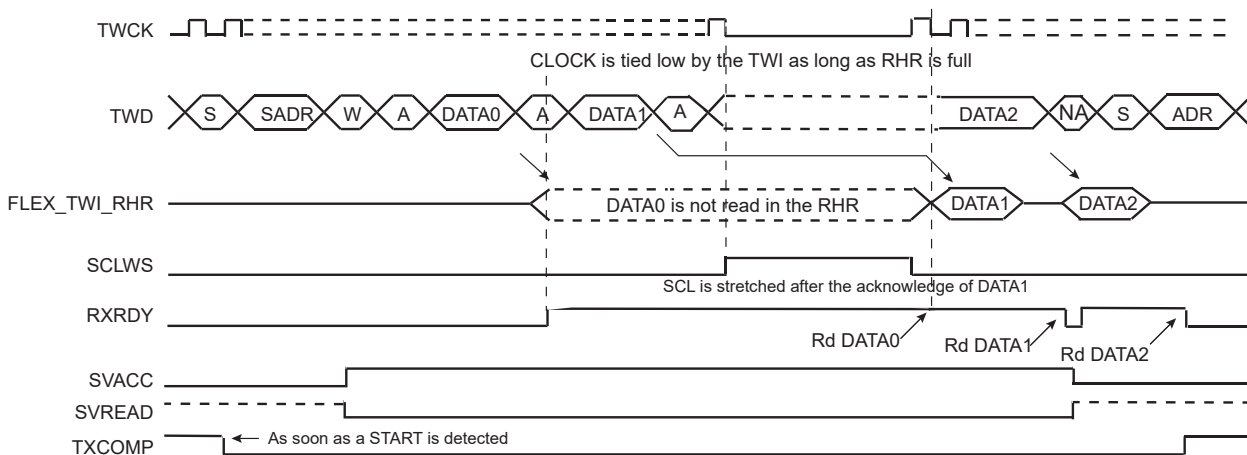 TWCK
CLOCK is tied low by the TWI as long as RHR is full
TWD
S SADR W A DATA0 A DATA1 A DATA2 NA S ADR
FLEX_TWI_RHR
DATA0 is not read in the RHR DATA1 DATA2
SCLWS
SCL is stretched after the acknowledge of DATA1
RXRDY
Rd DATA0 Rd DATA1 Rd DATA2
SVACC
SVREAD
TXCOMP
As soon as a START is detected